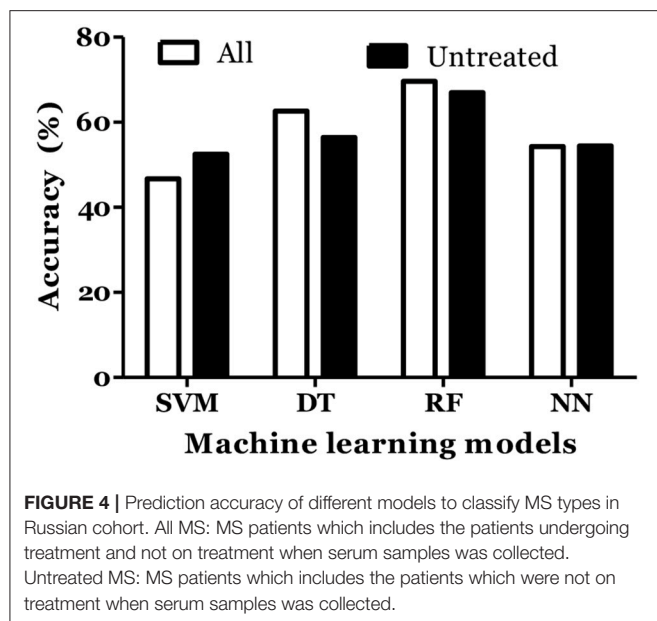 80
All
Untreated
60
40
20
0
Accuracy (%)
SVM
DT
RF
NN
Machine learning models
FIGURE 4 | Prediction accuracy of different models to classify MS types in
Russian cohort. All MS: MS patients which includes the patients undergoing
treatment and not on treatment when serum samples was collected.
Untreated MS: MS patients which includes the patients which were not on
treatment when serum samples was collected.